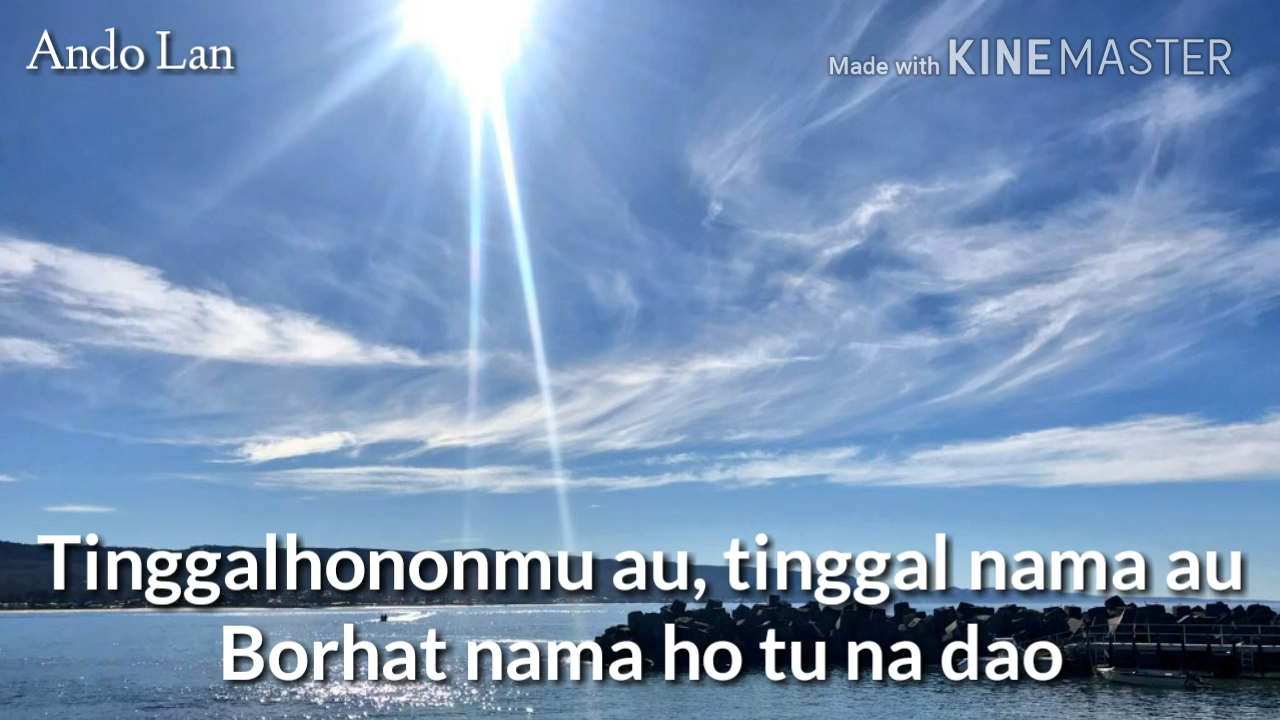 Ando Lan
Made with KINEMASTER
Tinggalhononmu au, tinggal nama au
Borhat nama ho tu na dao